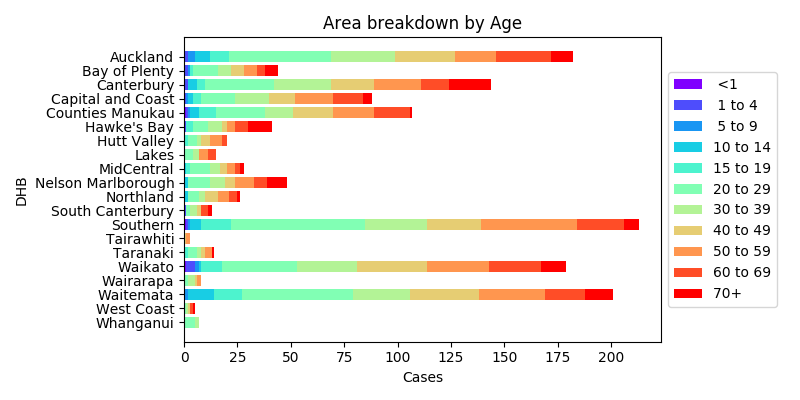 Area breakdown by Age
DHB
Auckland
Bay of Plenty
Canterbury
Capital and Coast
Counties Manukau
Hawke's Bay
Hutt Valley
Lakes
MidCentral
Nelson Marlborough
Northland
South Canterbury
Southern
Tairawhiti
Taranaki
Waikato
Wairarapa
Waitemata
West Coast
Whanganui
0 25 50 75 100 125 150 175 200
Cases
<1
1 to 4
5 to 9
10 to 14
15 to 19
20 to 29
30 to 39
40 to 49
50 to 59
60 to 69
70+